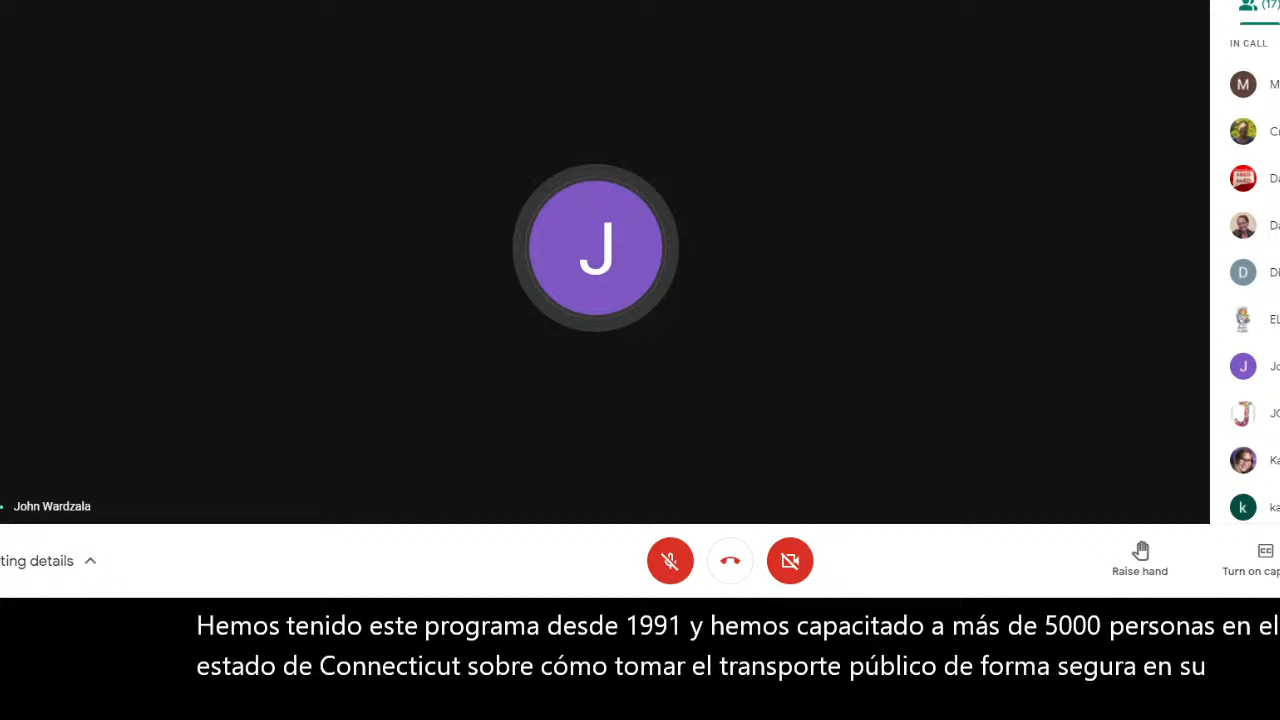 (17)
IN CALL
M
J
D
J
k
John Wardzala
ting details
Raise hand
Turn on cap
Hemos tenido este programa desde 1991 y hemos capacitado a más de 5000 personas en el
estado de Connecticut sobre cómo tomar el transporte público de forma segura en su